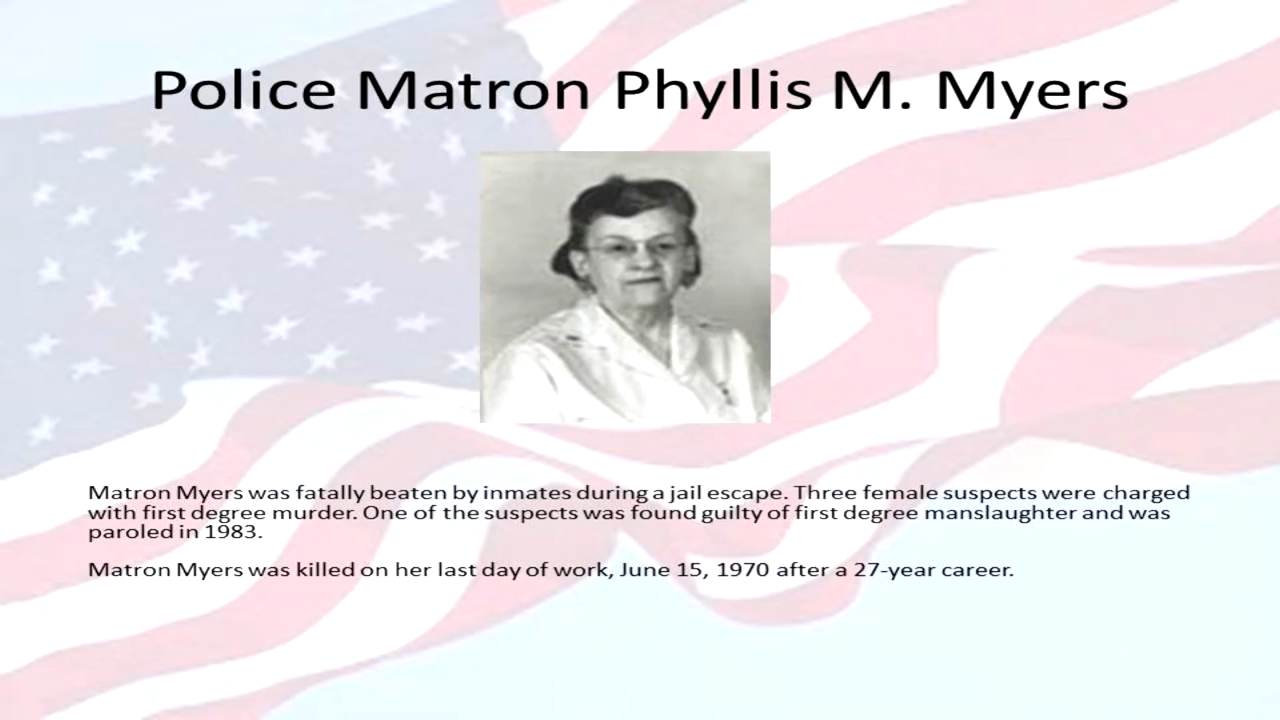 Police Matron Phyllis M. Myers
Matron Myers was fatally beaten by inmates during a jail escape. Three female suspects were charged
with first degree murder. One of the suspects was found guilty of first degree manslaughter and was
paroled in 1983.
Matron Myers was killed on her last day of work, June 15, 1970 after a 27-year career.